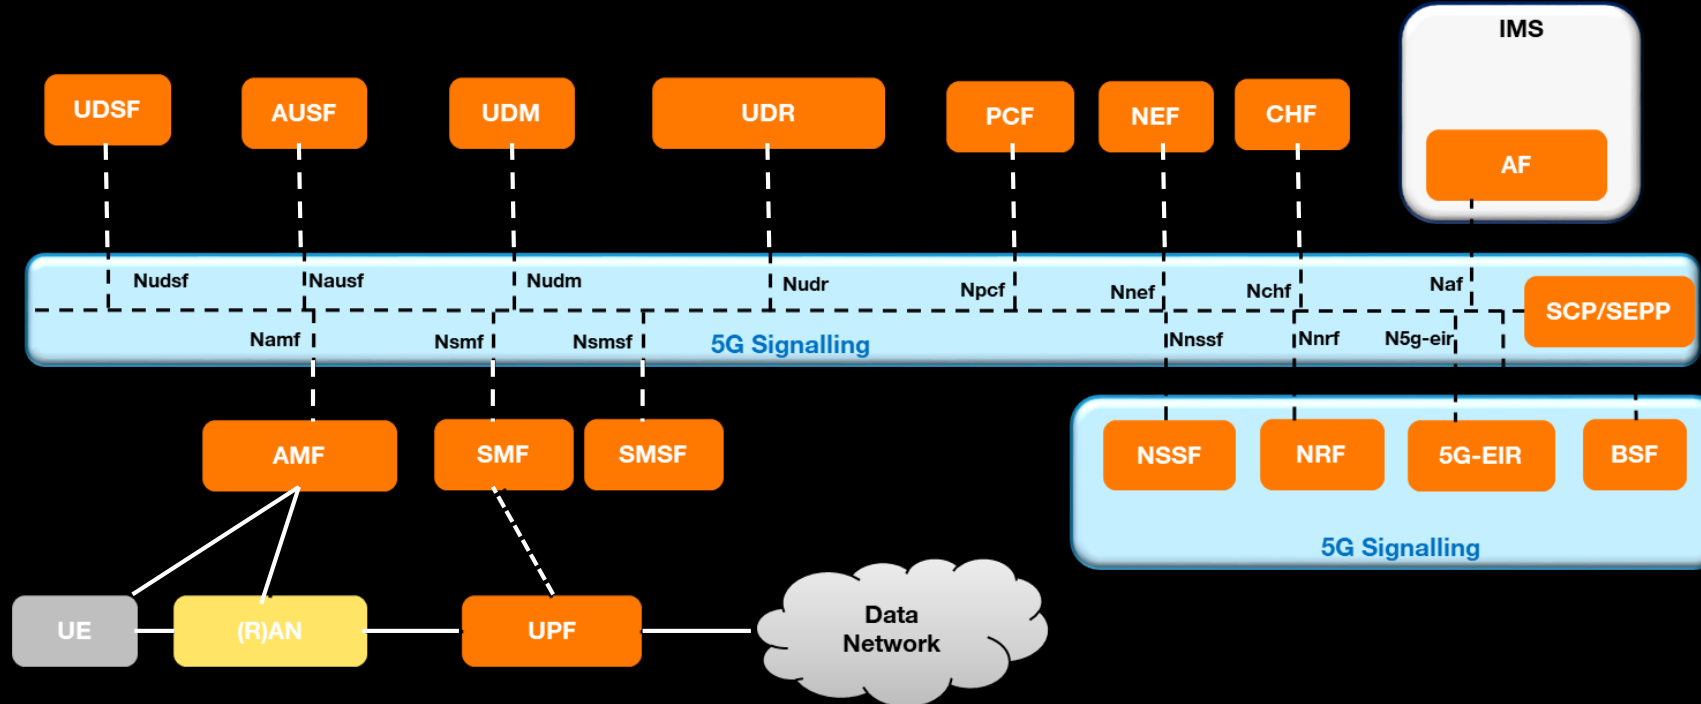 IMS
UDSF
AUSF
UDM
UDR
PCF
NEF
CHF
AF
Nudsf
Nausf
Nudm
Nudr
Npcf
Nnef
Nchf
Naf
SCP/SEPP
Namf
Nsmf
Nsmsf
5G Signalling
Nnssf
Nnrf
N5g-eir
AMF
SMF
SMSF
NSSF
NRF
5G-EIR
BSF
5G Signalling
UE
(R)AN
UPF
Data
Network